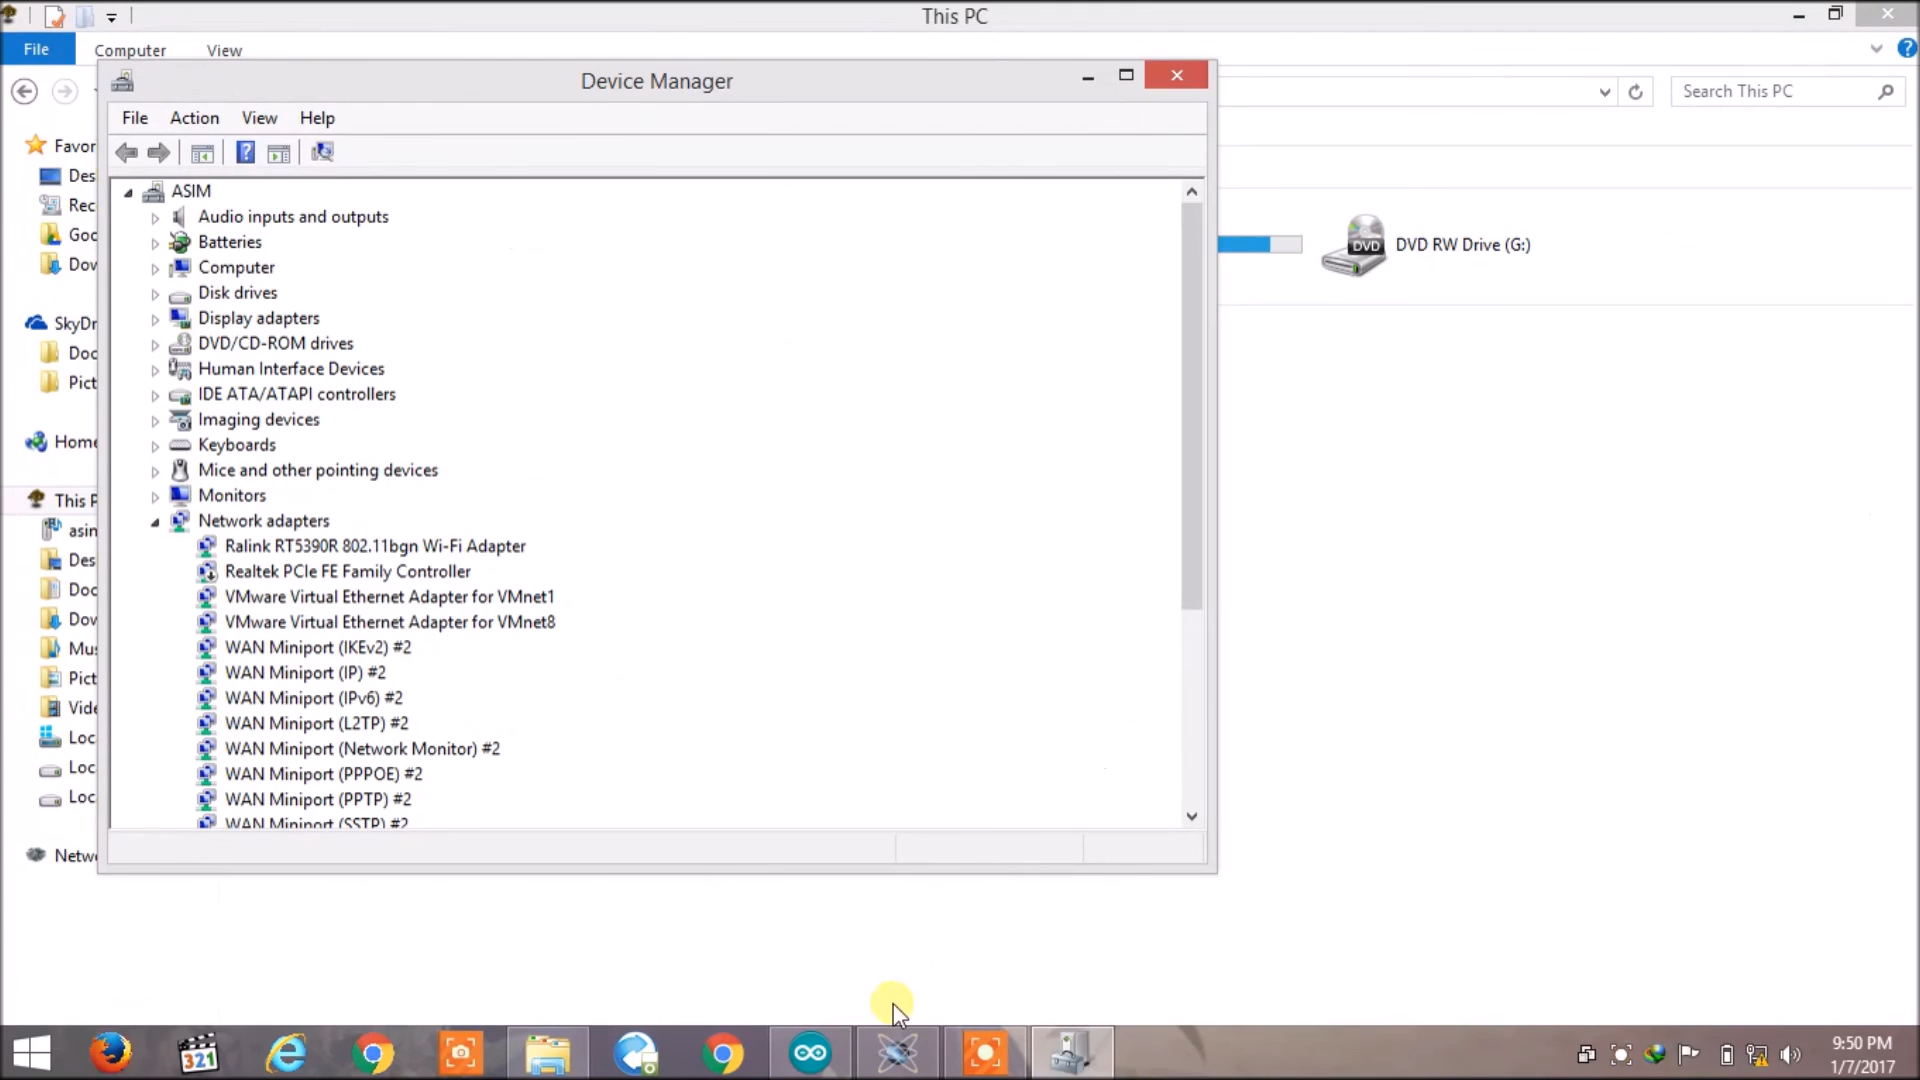 This PC
File
Computer
View
Device Manager
Search This PC
File
Action
View
Help
Favor
Des
Rec
Goo
Dov
SkyDr
Doc
Pict
Home
This P
asin
Des
Doc
Dov
Mus
Pict
Vide
Loc
Loc
Loc
Netw
ASIM
Audio inputs and outputs
Batteries
Computer
Disk drives
Display adapters
DVD/CD-ROM drives
Human Interface Devices
IDE ATA/ATAPI controllers
Imaging devices
Keyboards
Mice and other pointing devices
Monitors
Network adapters
Ralink RT5390R 802.11bgn Wi-Fi Adapter
Realtek PCIe FE Family Controller
VMware Virtual Ethernet Adapter for VMnet1
VMware Virtual Ethernet Adapter for VMnet8
WAN Miniport (IKEv2) #2
WAN Miniport (IP) #2
WAN Miniport (IPv6) #2
WAN Miniport (L2TP) #2
WAN Miniport (Network Monitor) #2
WAN Miniport (PPPOE) #2
WAN Miniport (PPTP) #2
WAN Miniport (SSTP) #2
DVD
DVD RW Drive (G:)
321
9:50 PM
1/7/2017